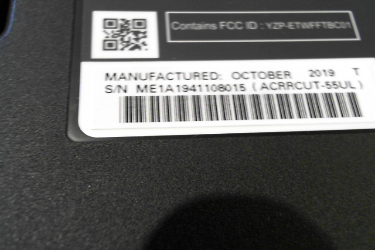 Contains FCC ID : YZP-ETWFFTBC01
MANUFACTURED: OCTOBER 2019 T
S/N ME1A1941108015 (ACRRCUT-55UL)